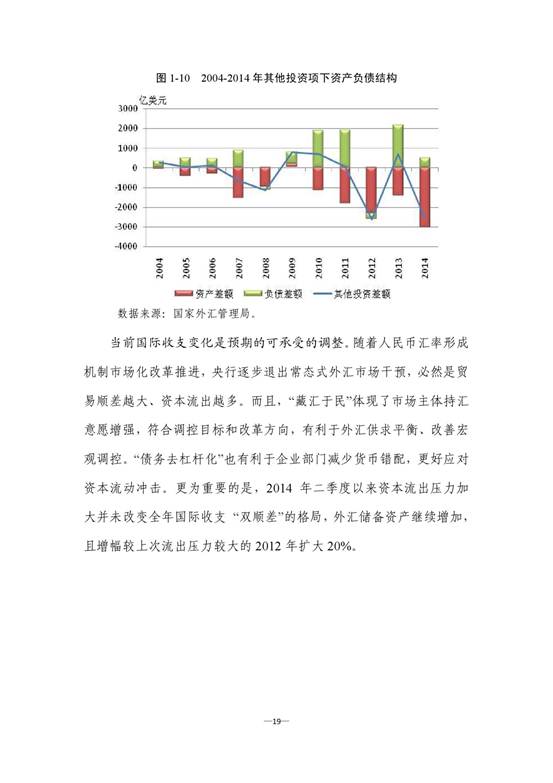 图 1-10 2004-2014 年其他投资项下资产负债结构
亿美元
3000
2000
1000
0
-1000
-2000
-3000
-4000
2004 2005 2006 2007 2008 2009 2010 2011 2012 2013 2014
资产差额 负债差额 其他投资差额
数据来源：国家外汇管理局。
当前国际收支变化是预期的可承受的调整。随着人民币汇率形成
机制市场化改革推进，央行逐步退出常态式外汇市场干预，必然是贸
易顺差越大、资本流出越多。而且，“藏汇于民”体现了市场主体持汇
意愿增强，符合调控目标和改革方向，有利于外汇供求平衡、改善宏
观调控。“债务去杠杆化”也有利于企业部门减少货币错配，更好应对
资本流动冲击。更为重要的是，2014 年二季度以来资本流出压力加
大并未改变全年国际收支 “双顺差”的格局，外汇储备资产继续增加，
且增幅较上次流出压力较大的 2012 年扩大 20%。
—19—